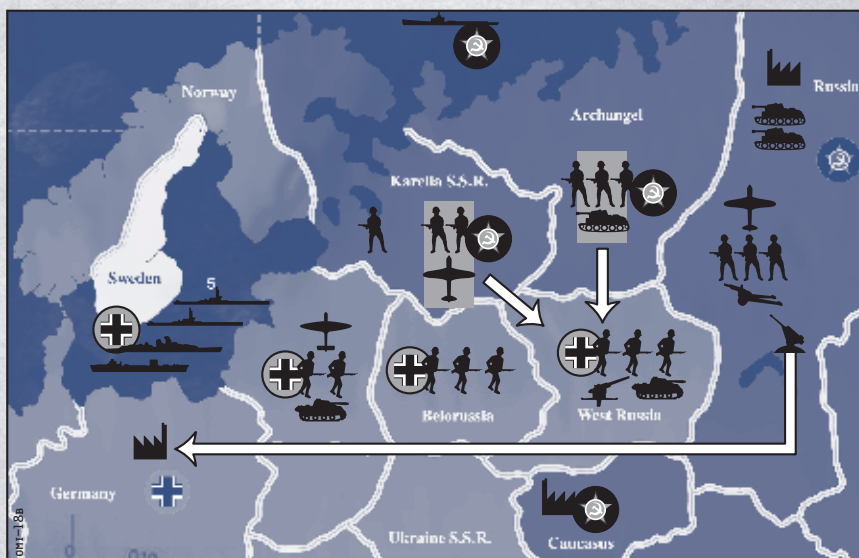 Norway
Archangel
Russia
Karelia S.S.R.
Sweden
5
Belorussia
West Russia
Germany
Ukraine S.S.R.
Caucasus